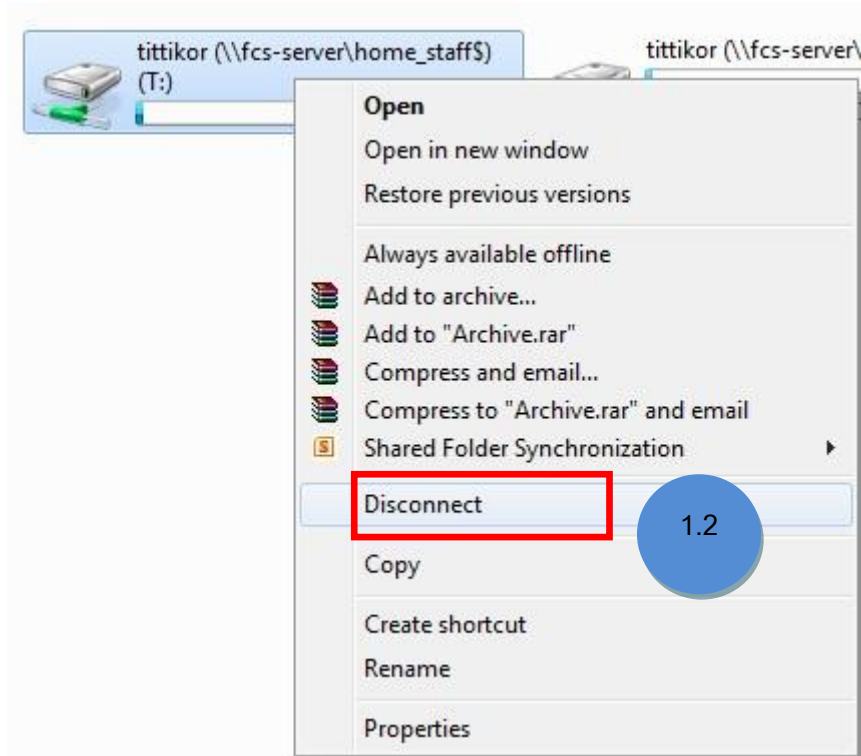 tittikor (\\fcs-server\home_staff$)
(T:)
tittikor (\\fcs-server\
Open
Open in new window
Restore previous versions
Always available offline
Add to archive...
Add to "Archive.rar"
Compress and email...
Compress to "Archive.rar" and email
Shared Folder Synchronization
Disconnect
1.2
Copy
Create shortcut
Rename
Properties